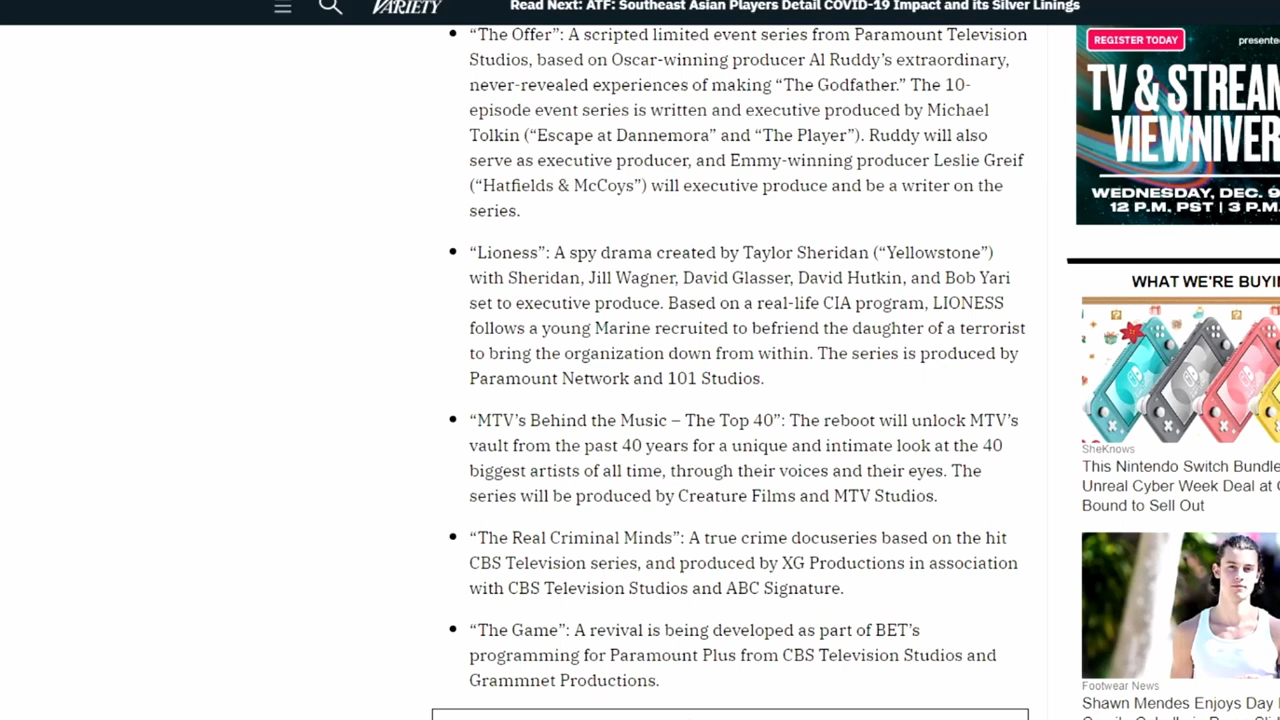 VARIETY
Read Next: ATF: Southeast Asian Players Detail COVID-19 Impact and its Silver Linings
“The Offer”: A scripted limited event series from Paramount Television
Studios, based on Oscar-winning producer Al Ruddy’s extraordinary,
never-revealed experiences of making “The Godfather.” The 10-
episode event series is written and executive produced by Michael
Tolkin (“Escape at Dannemora” and “The Player”). Ruddy will also
serve as executive producer, and Emmy-winning producer Leslie Greif
(“Hatfields & McCoys”) will executive produce and be a writer on the
series.
“Lioness”: A spy drama created by Taylor Sheridan (“Yellowstone”)
with Sheridan, Jill Wagner, David Glasser, David Hutkin, and Bob Yari
set to executive produce. Based on a real-life CIA program, LIONESS
follows a young Marine recruited to befriend the daughter of a terrorist
to bring the organization down from within. The series is produced by
Paramount Network and 101 Studios.
“MTV’s Behind the Music – The Top 40”: The reboot will unlock MTV’s
vault from the past 40 years for a unique and intimate look at the 40
biggest artists of all time, through their voices and their eyes. The
series will be produced by Creature Films and MTV Studios.
“The Real Criminal Minds”: A true crime docuseries based on the hit
CBS Television series, and produced by XG Productions in association
with CBS Television Studios and ABC Signature.
“The Game”: A revival is being developed as part of BET’s
programming for Paramount Plus from CBS Television Studios and
Grammnet Productions.
REGISTER TODAY
presente
TV & STREAM
VIEWNIVER
WEDNESDAY, DEC. 9
12 P.M. PST | 3 P.M.
WHAT WE'RE BUYI
SheKnows
This Nintendo Switch Bundle
Unreal Cyber Week Deal at
Bound to Sell Out
Footwear News
Shawn Mendes Enjoys Day